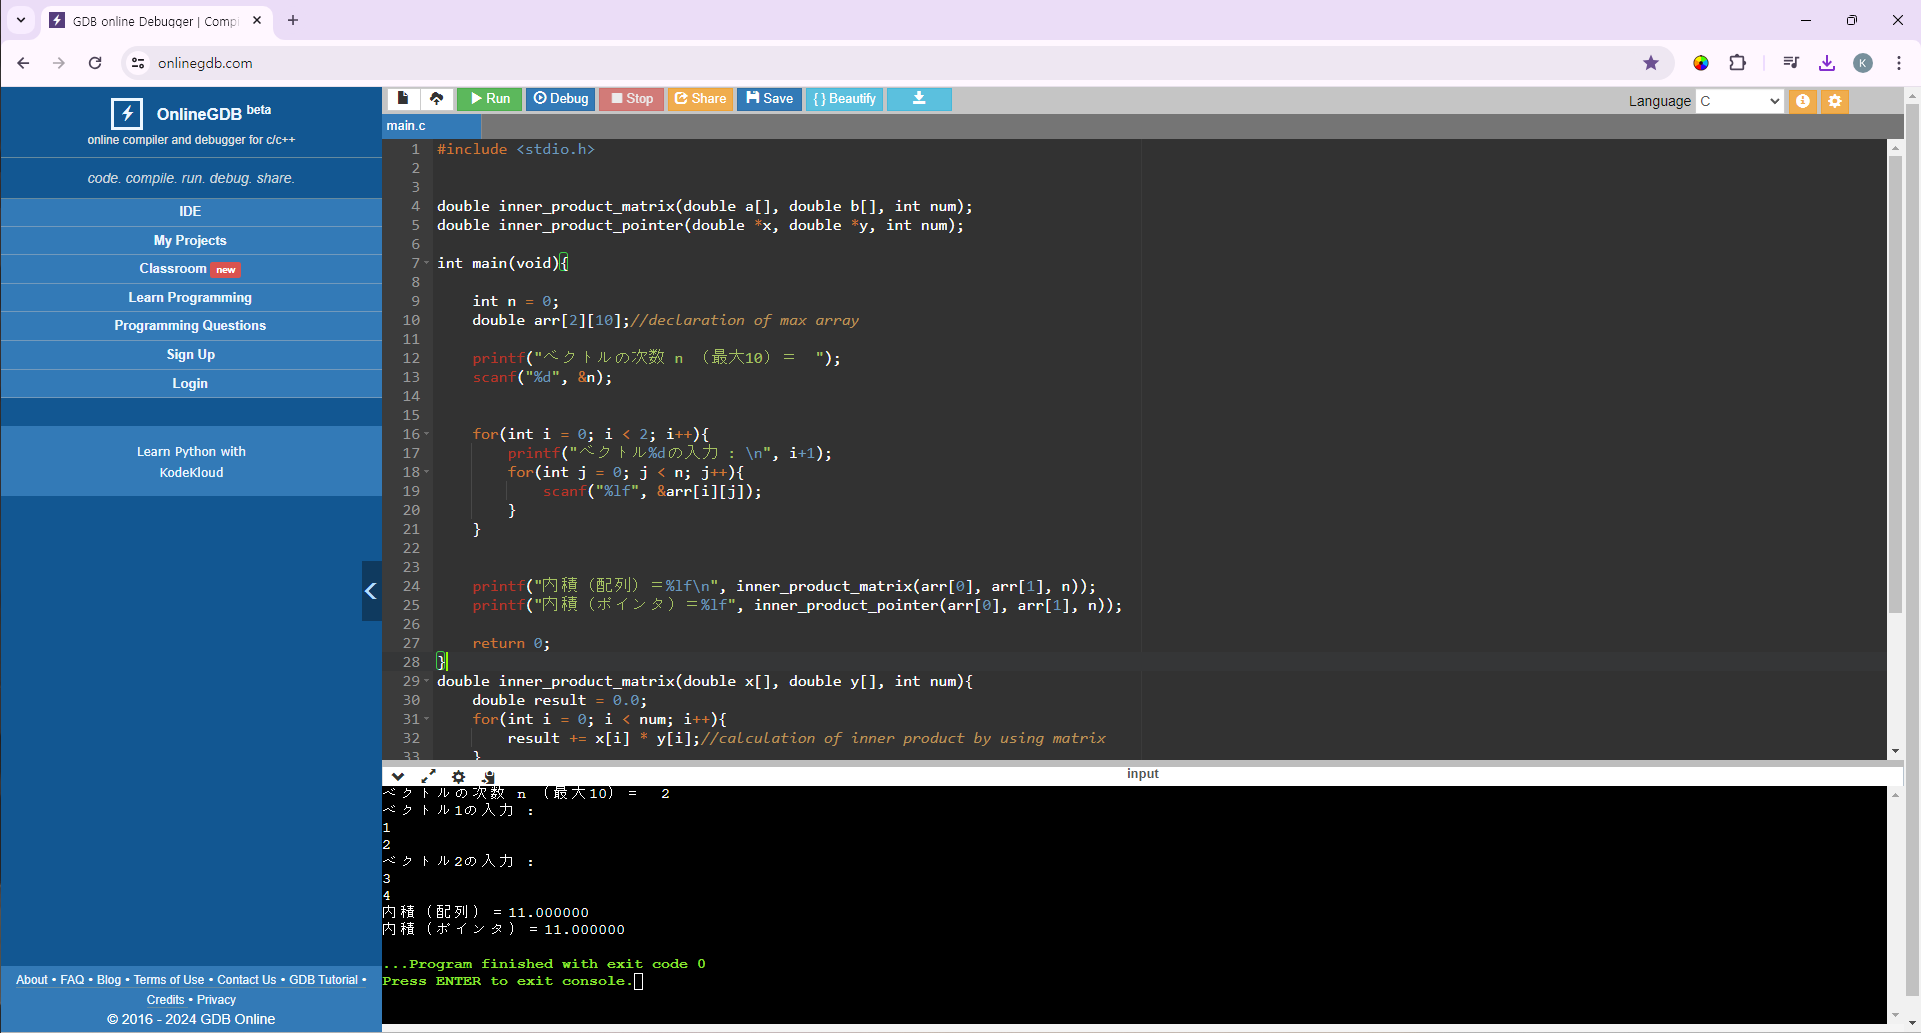 GDB online Debugger | Compi
onlinegdb.com
K
OnlineGDB beta
online compiler and debugger for c/c++
code. compile. run. debug. share.
IDE
My Projects
Classroom new
Learn Programming
Programming Questions
Sign Up
Login
Learn Python with
KodeKloud
About • FAQ • Blog • Terms of Use • Contact Us • GDB Tutorial •
Credits • Privacy
© 2016 - 2024 GDB Online
Run Debug Stop Share Save { } Beautify
Language C
main.c
1 #include <stdio.h>
2
3
4 double inner_product_matrix(double a[], double b[], int num);
5 double inner_product_pointer(double *x, double *y, int num);
6
7 int main(void){
8
9 int n = 0;
10 double arr[2][10];//declaration of max array
11
12 printf("ベクトルの次数 n （最大10）＝  ");
13 scanf("%d", &n);
14
15
16 for(int i = 0; i < 2; i++){
17 printf("ベクトル%dの入力 : \n", i+1);
18 for(int j = 0; j < n; j++){
19 scanf("%lf", &arr[i][j]);
20 }
21 }
22
23
24 printf("内積（配列）＝%lf\n", inner_product_matrix(arr[0], arr[1], n));
25 printf("内積（ポインタ）＝%lf", inner_product_pointer(arr[0], arr[1], n));
26
27 return 0;
28 }
29 double inner_product_matrix(double x[], double y[], int num){
30 double result = 0.0;
31 for(int i = 0; i < num; i++){
32 result += x[i] * y[i];//calculation of inner product by using matrix
33 }
input
ベクトルの次数 n （最大10）＝  2
ベクトル1の入力 :
1
2
ベクトル2の入力 :
3
4
内積（配列）＝11.000000
内積（ポインタ）＝11.000000
...Program finished with exit code 0
Press ENTER to exit console.